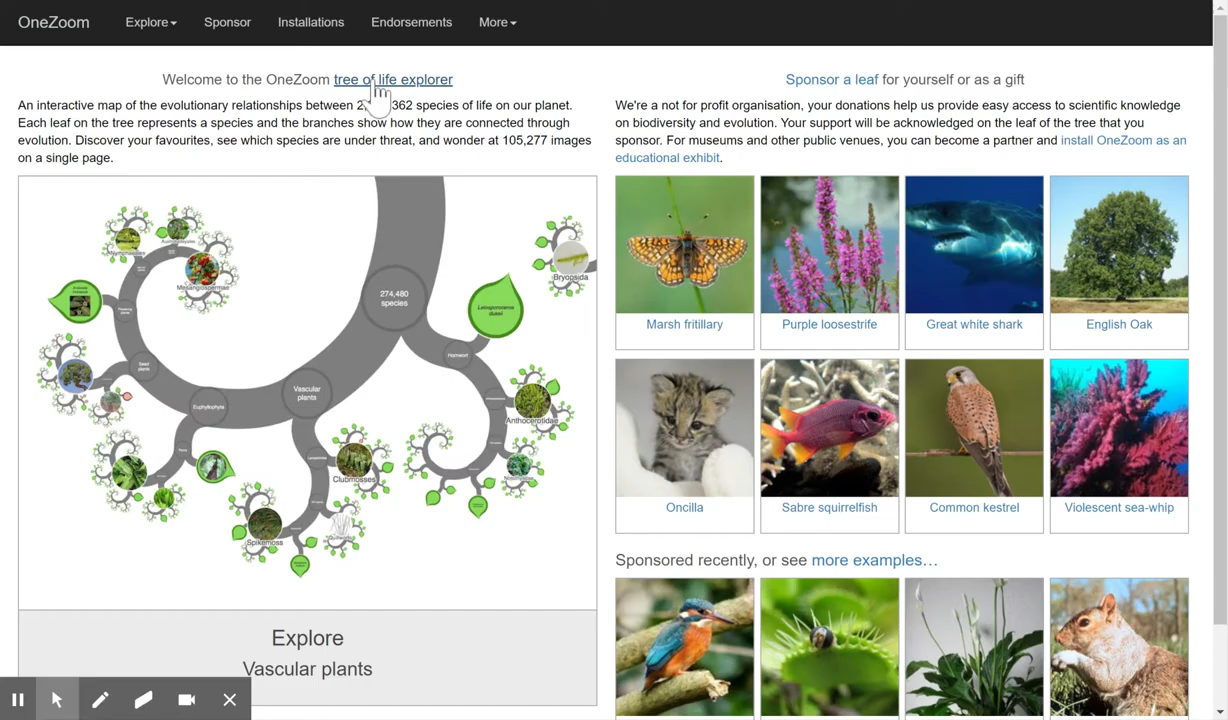 OneZoom
Explore
Sponsor
Installations
Endorsements
More
Welcome to the OneZoom tree of life explorer
An interactive map of the evolutionary relationships between 362 species of life on our planet.
Each leaf on the tree represents a species and the branches show how they are connected through
evolution. Discover your favourites, see which species are under threat, and wonder at 105,277 images
on a single page.
274,480
species
Bryopsida
Mesangiospermae
Seed
plants
Hornwort
Vascular
plants
Euphyllophyta
Anthocerotidae
Clubmosses
Spikemoss
Quillworts
Explore
Vascular plants
Sponsor a leaf for yourself or as a gift
We're a not for profit organisation, your donations help us provide easy access to scientific knowledge
on biodiversity and evolution. Your support will be acknowledged on the leaf of the tree that you
sponsor. For museums and other public venues, you can become a partner and install OneZoom as an
educational exhibit.
Marsh fritillary
Purple loosestrife
Great white shark
English Oak
Oncilla
Sabre squirrelfish
Common kestrel
Violescent sea-whip
Sponsored recently, or see more examples…